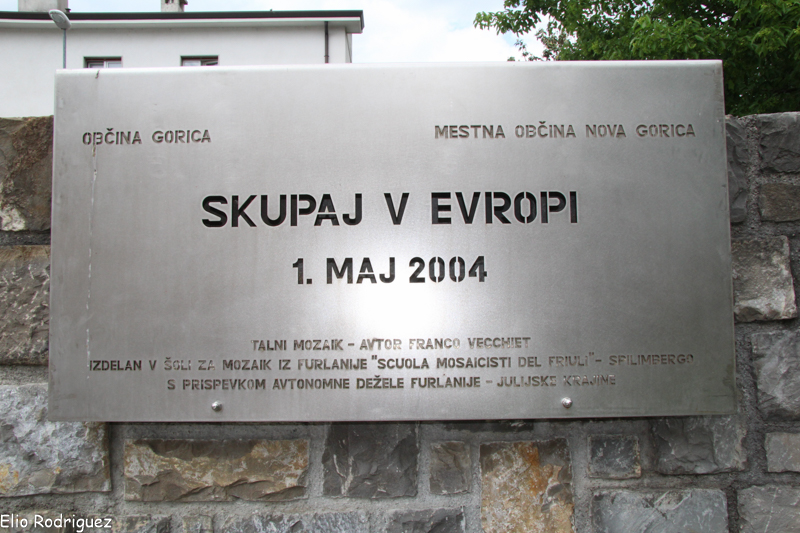 OBČINA GORICA
MESTNA OBČINA NOVA GORICA
SKUPAJ V EVROPI
1. MAJ 2004
TALNI MOZAIK - AVTOR FRANCO VECCHIET
IZDELAN V ŠOLI ZA MOZAIK IZ FURLANIJE "SCUOLA MOSAICISTI DEL FRIULI" - SPILIMBERGO
S PRISPEVKOM AVTONOMNE DEŽELE FURLANIJE - JULIJSKE KRAJINE
Elio Rodriguez